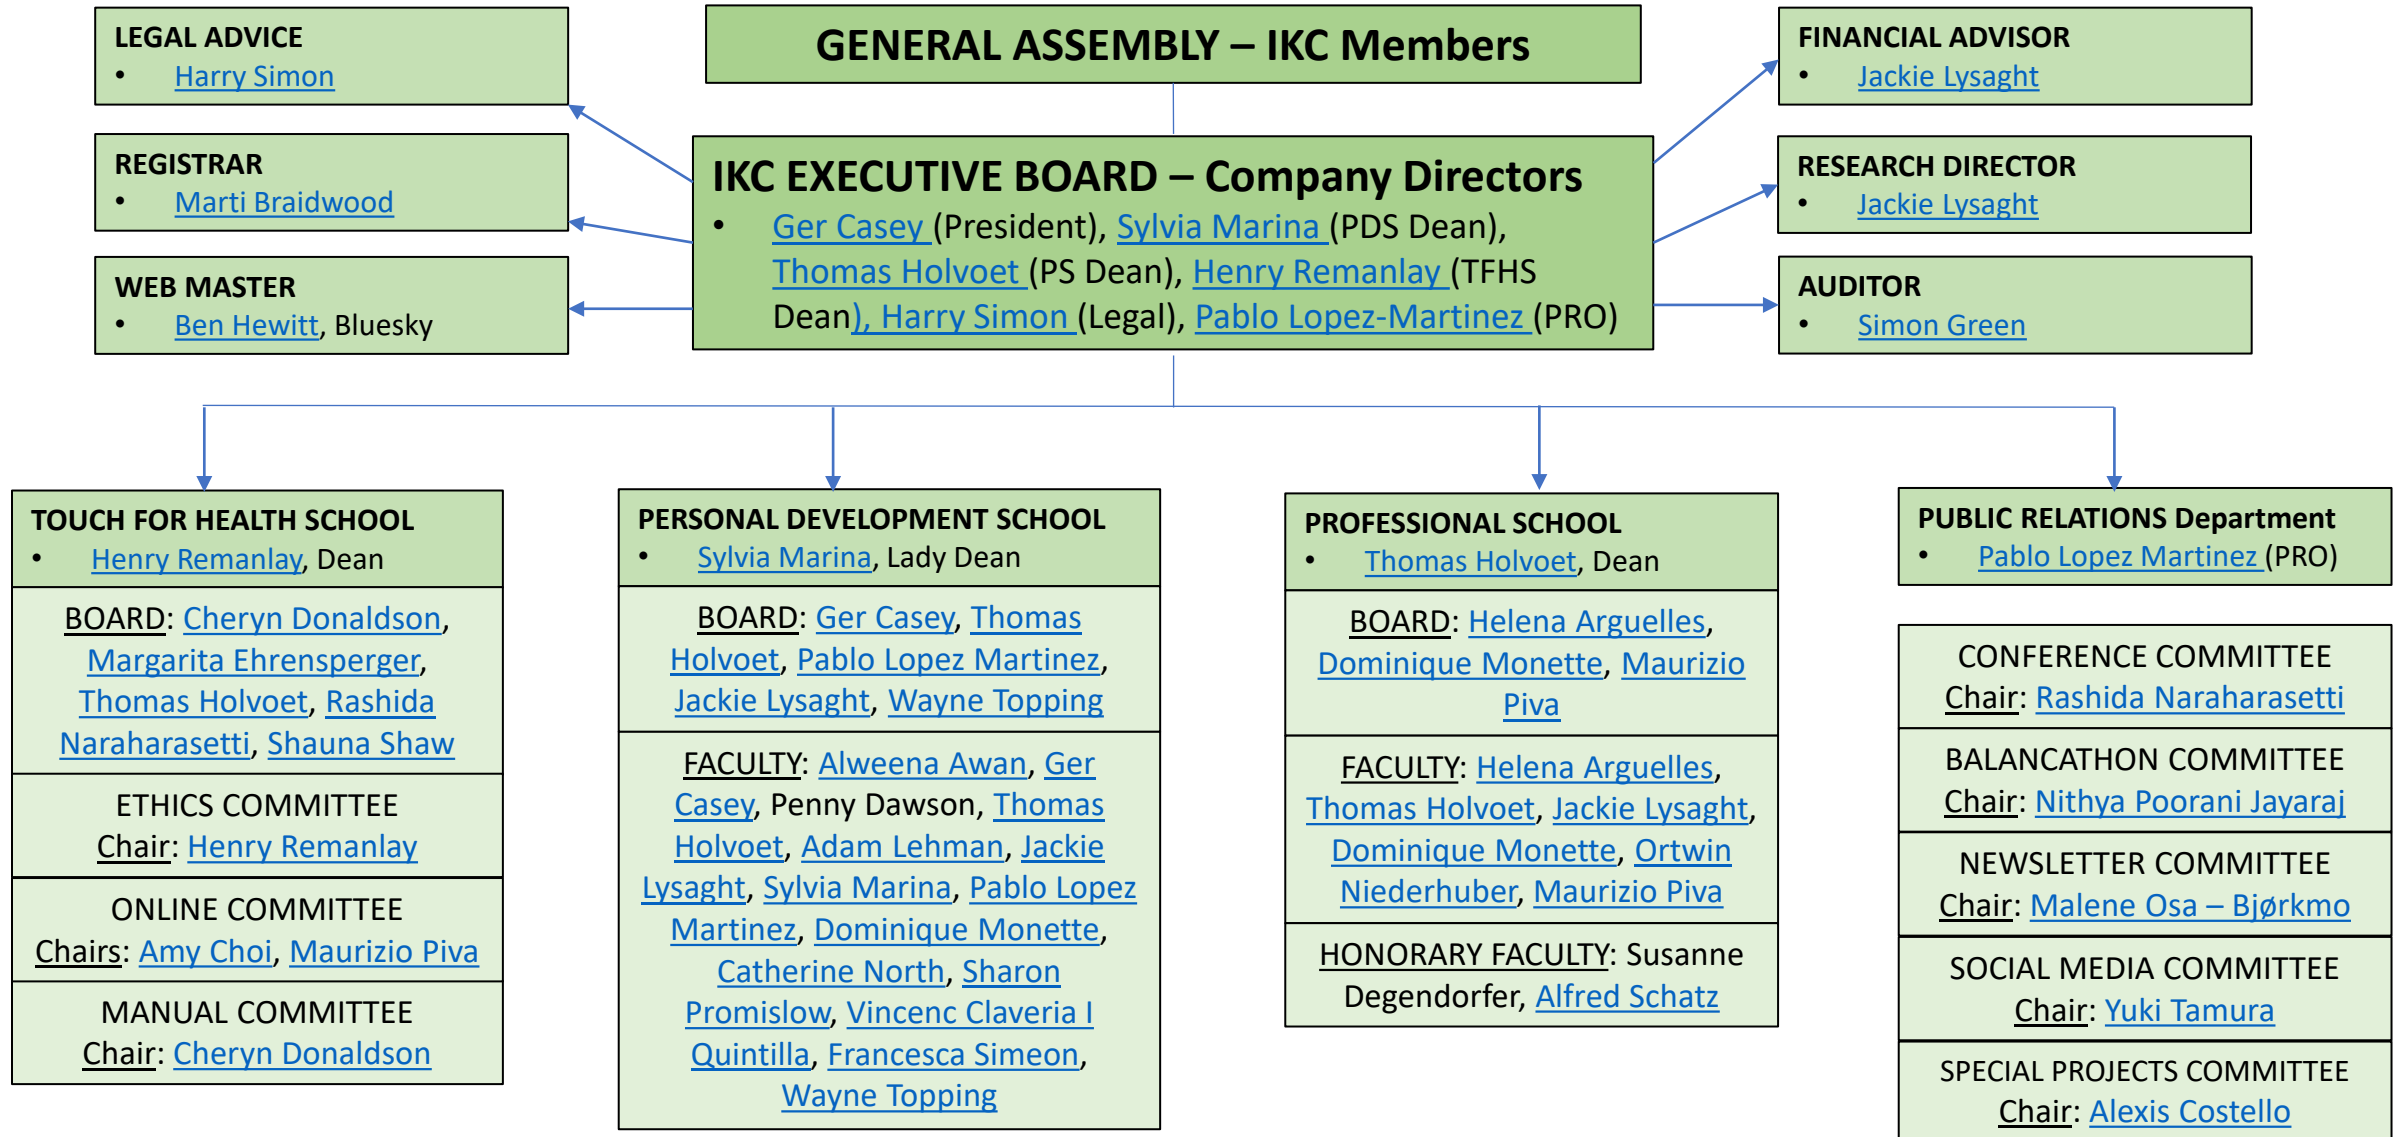 LEGAL ADVICE
• Harry Simon
REGISTRAR
• Marti Braidwood
WEB MASTER
• Ben Hewitt, Bluesky
GENERAL ASSEMBLY – IKC Members
IKC EXECUTIVE BOARD – Company Directors
• Ger Casey (President), Sylvia Marina (PDS Dean),
Thomas Holvoet (PS Dean), Henry Remanlay (TFHS
Dean), Harry Simon (Legal), Pablo Lopez-Martinez (PRO)
FINANCIAL ADVISOR
• Jackie Lysaght
RESEARCH DIRECTOR
• Jackie Lysaght
AUDITOR
• Simon Green
TOUCH FOR HEALTH SCHOOL
• Henry Remanlay, Dean
BOARD: Cheryn Donaldson,
Margarita Ehrensperger,
Thomas Holvoet, Rashida
Naraharasetti, Shauna Shaw
ETHICS COMMITTEE
Chair: Henry Remanlay
ONLINE COMMITTEE
Chairs: Amy Choi, Maurizio Piva
MANUAL COMMITTEE
Chair: Cheryn Donaldson
PERSONAL DEVELOPMENT SCHOOL
• Sylvia Marina, Lady Dean
BOARD: Ger Casey, Thomas
Holvoet, Pablo Lopez Martinez,
Jackie Lysaght, Wayne Topping
FACULTY: Alweena Awan, Ger
Casey, Penny Dawson, Thomas
Holvoet, Adam Lehman, Jackie
Lysaght, Sylvia Marina, Pablo Lopez
Martinez, Dominique Monette,
Catherine North, Sharon
Promislow, Vincenc Claveria I
Quintilla, Francesca Simeon,
Wayne Topping
PROFESSIONAL SCHOOL
• Thomas Holvoet, Dean
BOARD: Helena Arguelles,
Dominique Monette, Maurizio
Piva
FACULTY: Helena Arguelles,
Thomas Holvoet, Jackie Lysaght,
Dominique Monette, Ortwin
Niederhuber, Maurizio Piva
HONORARY FACULTY: Susanne
Degendorfer, Alfred Schatz
PUBLIC RELATIONS Department
• Pablo Lopez Martinez (PRO)
CONFERENCE COMMITTEE
Chair: Rashida Naraharasetti
BALANCATHON COMMITTEE
Chair: Nithya Poorani Jayaraj
NEWSLETTER COMMITTEE
Chair: Malene Osa – Bjørkmo
SOCIAL MEDIA COMMITTEE
Chair: Yuki Tamura
SPECIAL PROJECTS COMMITTEE
Chair: Alexis Costello